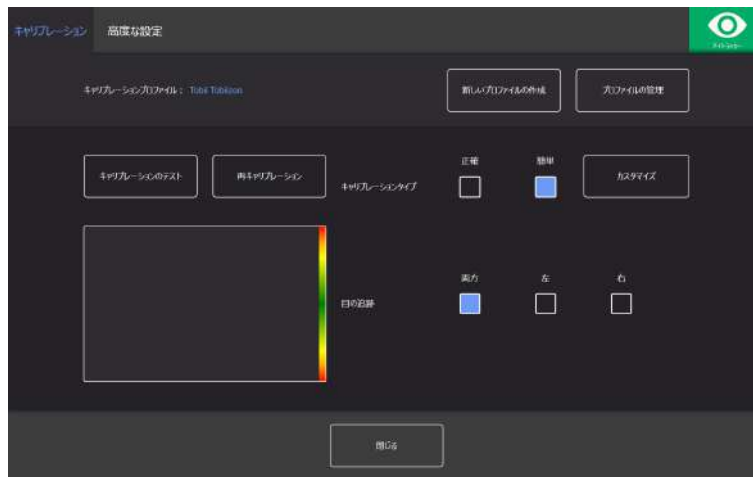 キャリブレーション 高度な設定
キャリブレーションプロファイル： Tobii Tobiison
新しいプロファイルの作成
プロファイルの管理
キャリブレーションのテスト
再キャリブレーション
キャリブレーションタイプ
正確
簡単
カスタマイズ
目の追跡
両方
左
右
閉じる